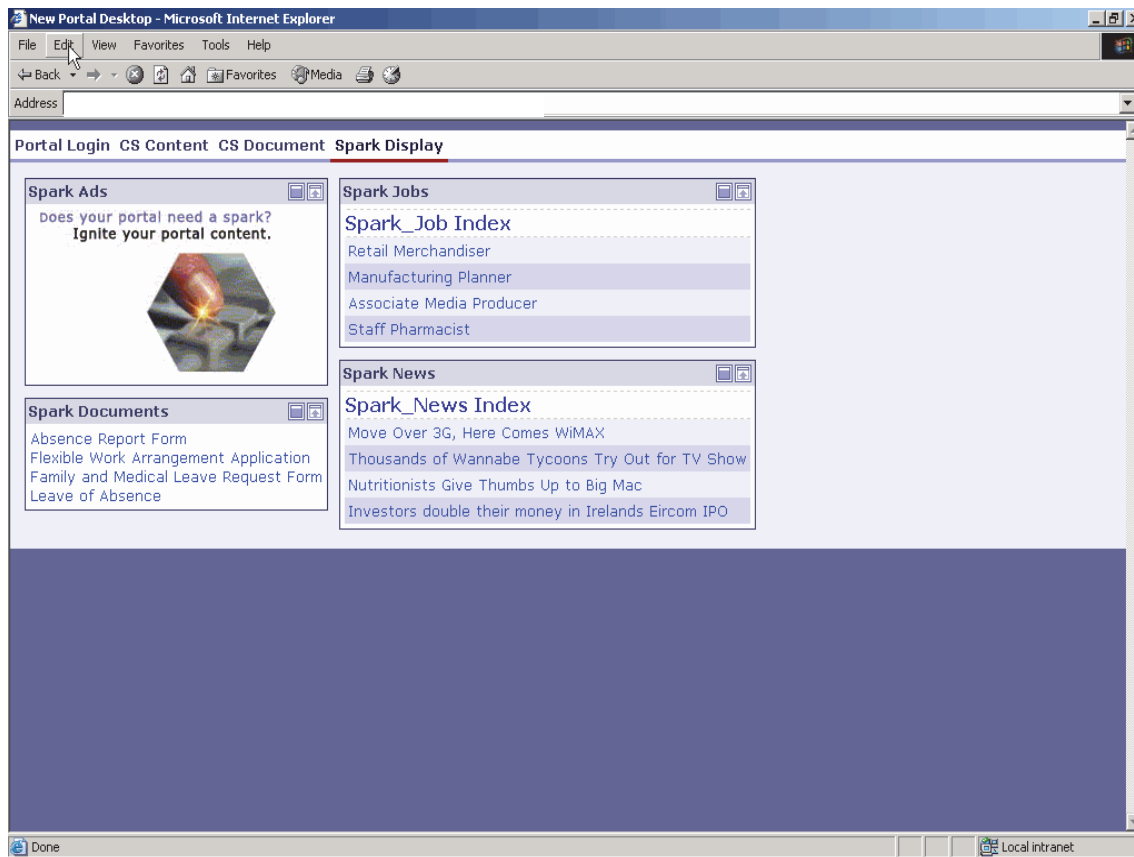 New Portal Desktop - Microsoft Internet Explorer
File Edit View Favorites Tools Help
Back Favorites Media
Address
Portal Login CS Content CS Document Spark Display
Spark Ads
Does your portal need a spark?
Ignite your portal content.
Spark Documents
Absence Report Form
Flexible Work Arrangement Application
Family and Medical Leave Request Form
Leave of Absence
Spark Jobs
Spark_Job Index
Retail Merchandiser
Manufacturing Planner
Associate Media Producer
Staff Pharmacist
Spark News
Spark_News Index
Move Over 3G, Here Comes WiMAX
Thousands of Wannabe Tycoons Try Out for TV Show
Nutritionists Give Thumbs Up to Big Mac
Investors double their money in Irelands Eircom IPO
Done Local intranet